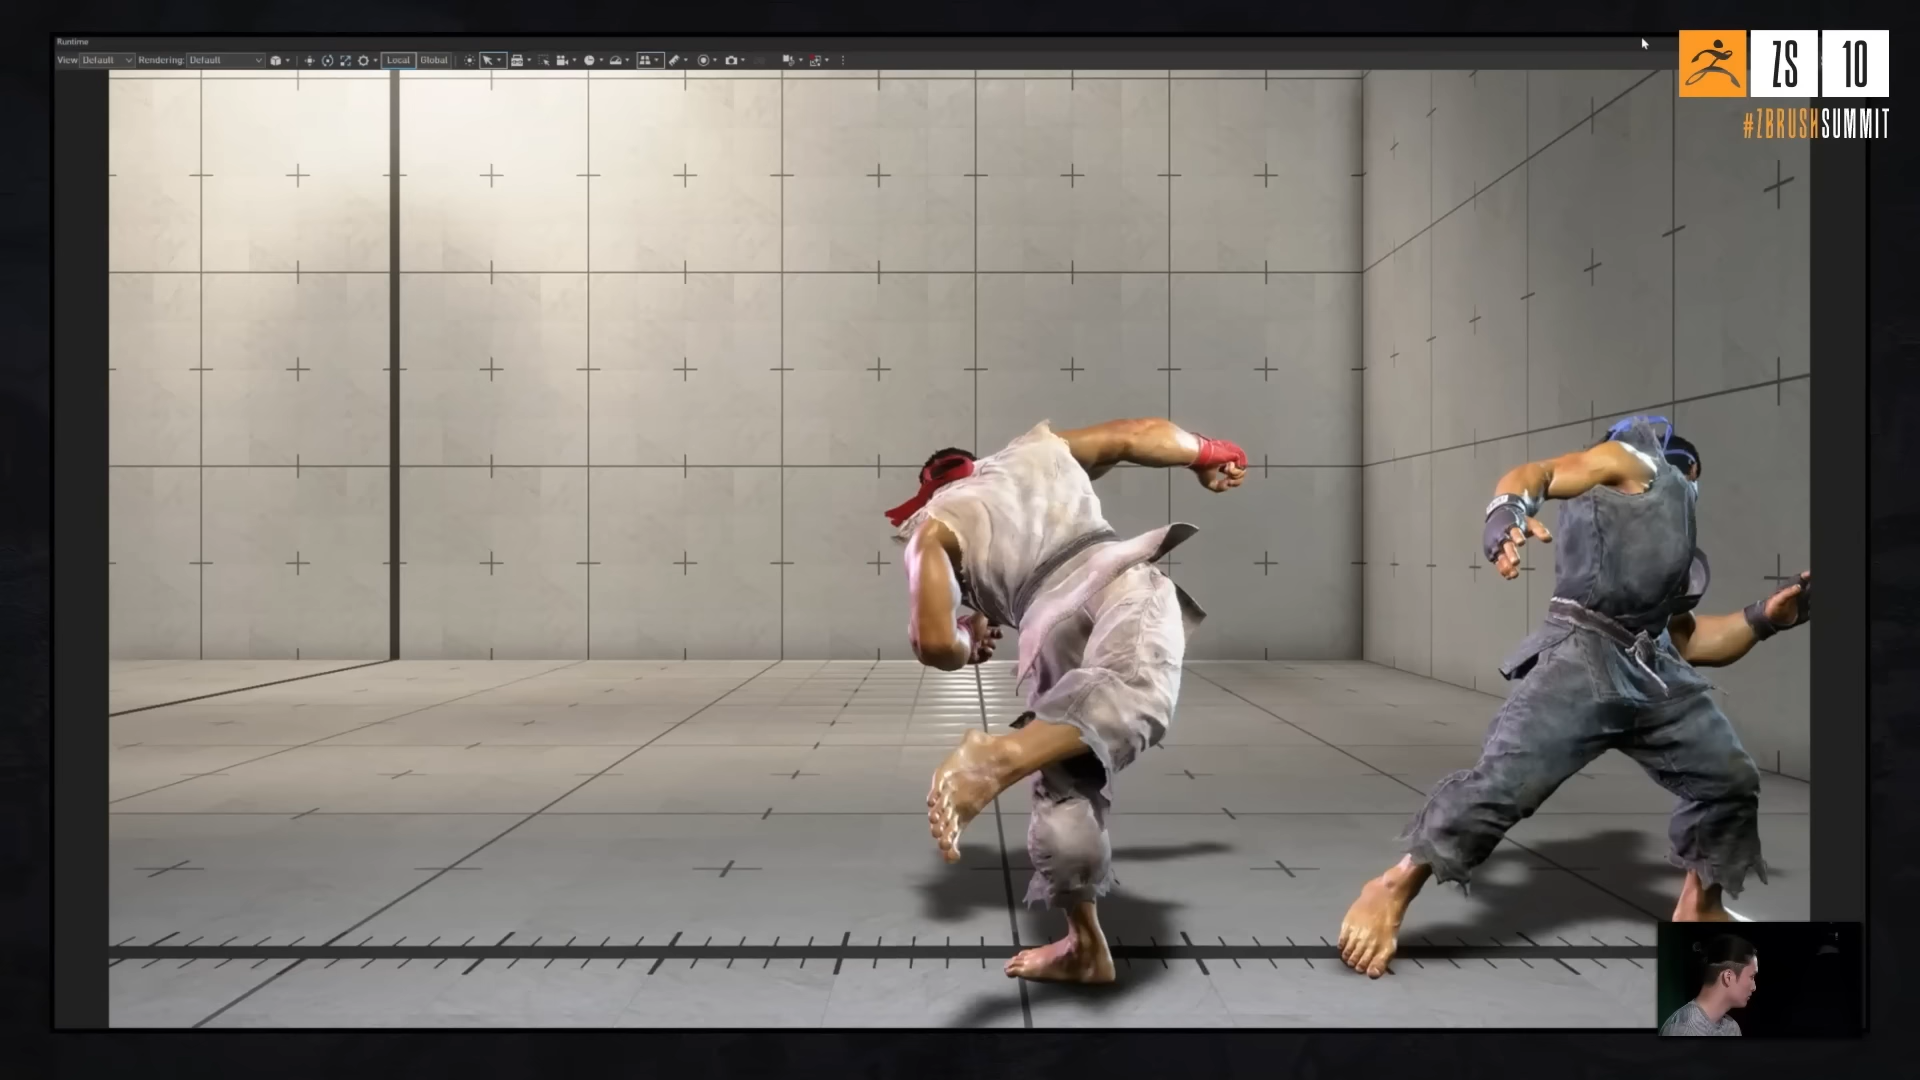 Runtime
View Default Rendering: Default Local Global
ZS 10
#ZBRUSHSUMMIT